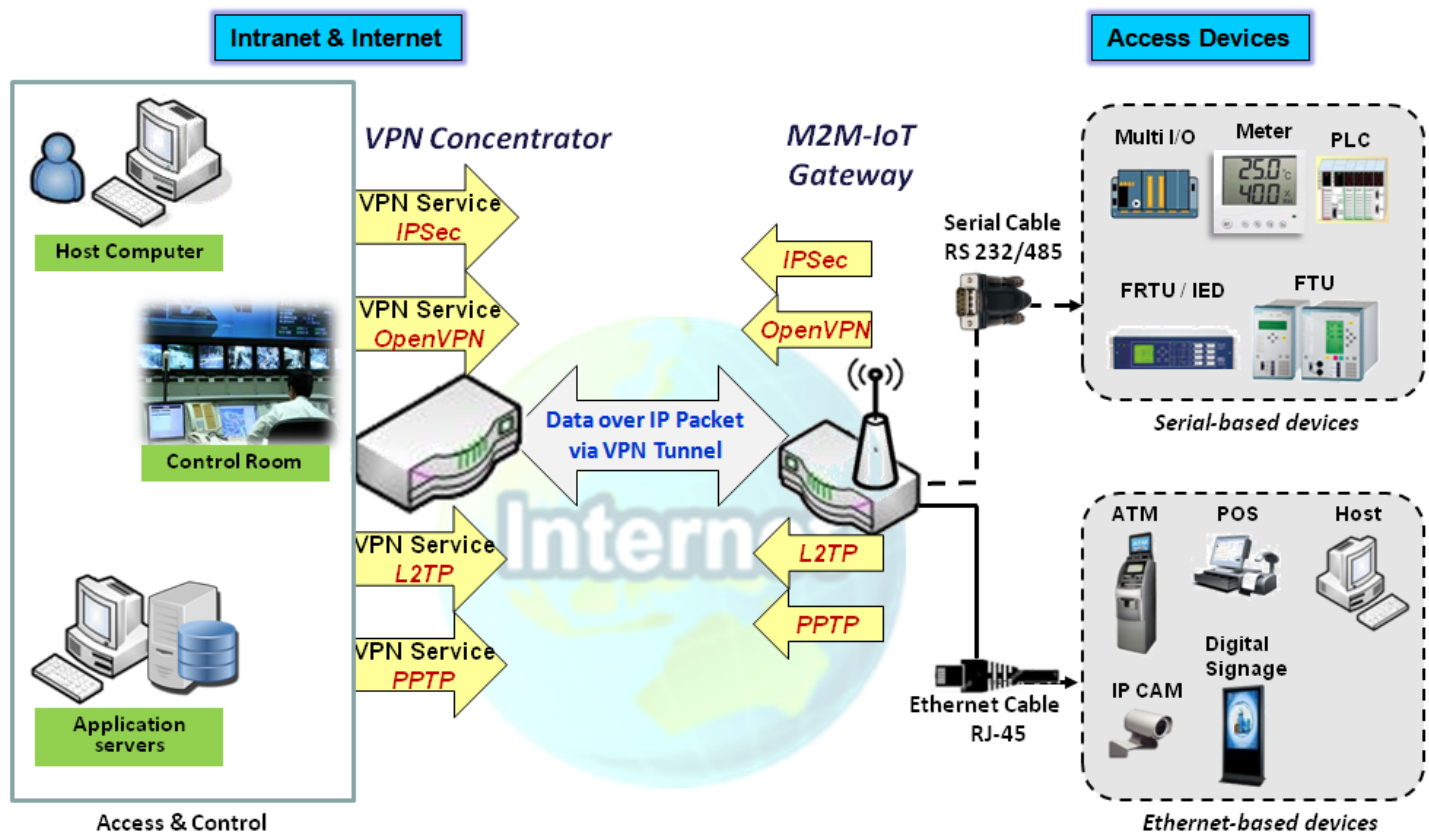 Intranet & Internet
Access Devices
VPN Concentrator
M2M-IoT
Gateway
Host Computer
Control Room
Application
servers
Access & Control
VPN Service
IPSec
VPN Service
OpenVPN
VPN Service
L2TP
VPN Service
PPTP
Data over IP Packet
via VPN Tunnel
Internet
IPSec
OpenVPN
L2TP
PPTP
Serial Cable
RS 232/485
Ethernet Cable
RJ-45
Multi I/O
Meter
PLC
25.0 °C
40.0 %
FRTU / IED
FTU
Serial-based devices
ATM
POS
Host
Digital
Signage
IP CAM
Ethernet-based devices